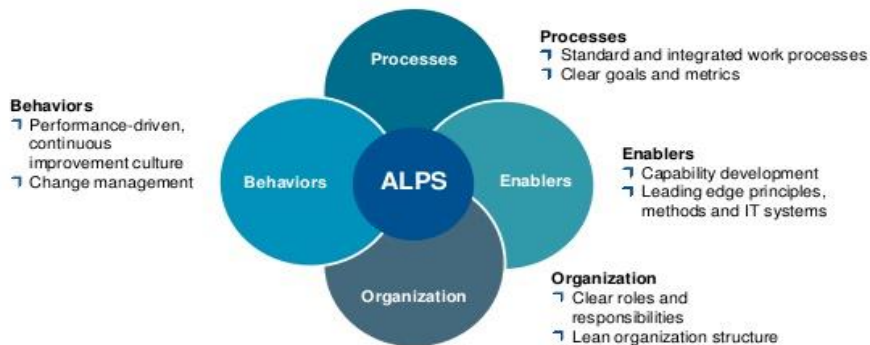 Processes
Standard and integrated work processes
Clear goals and metrics
Behaviors
Performance-driven,
continuous
improvement culture
Change management
Enablers
Capability development
Leading edge principles,
methods and IT systems
Organization
Clear roles and
responsibilities
Lean organization structure
Processes
Behaviors
ALPS
Enablers
Organization